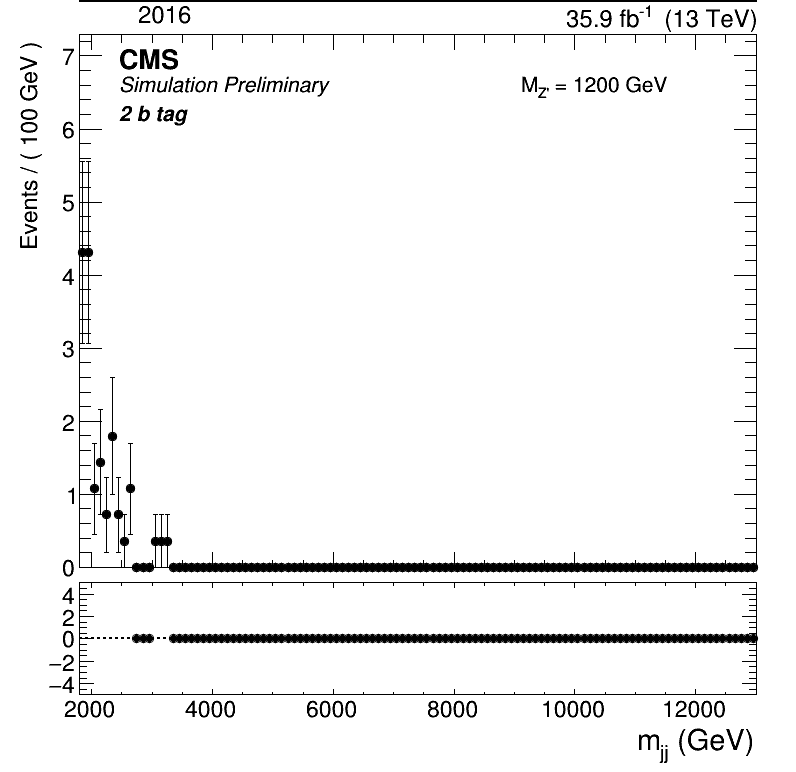 2016 35.9 fb-1 (13 TeV)
CMS
Simulation Preliminary
2 b tag
MZ' = 1200 GeV
Events / ( 100 GeV )
7
6
5
4
3
2
1
0
4
2
0
−2
−4
2000 4000 6000 8000 10000 12000
mjj (GeV)